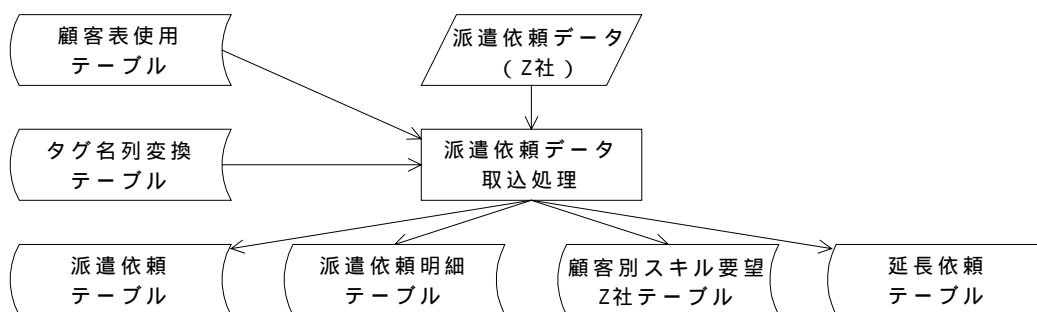 顧客表使用
テーブル
派遣依頼データ
(Z社)
タグ名列変換
テーブル
派遣依頼データ
取込処理
派遣依頼
テーブル
派遣依頼明細
テーブル
顧客別スキル要望
Z社テーブル
延長依頼
テーブル